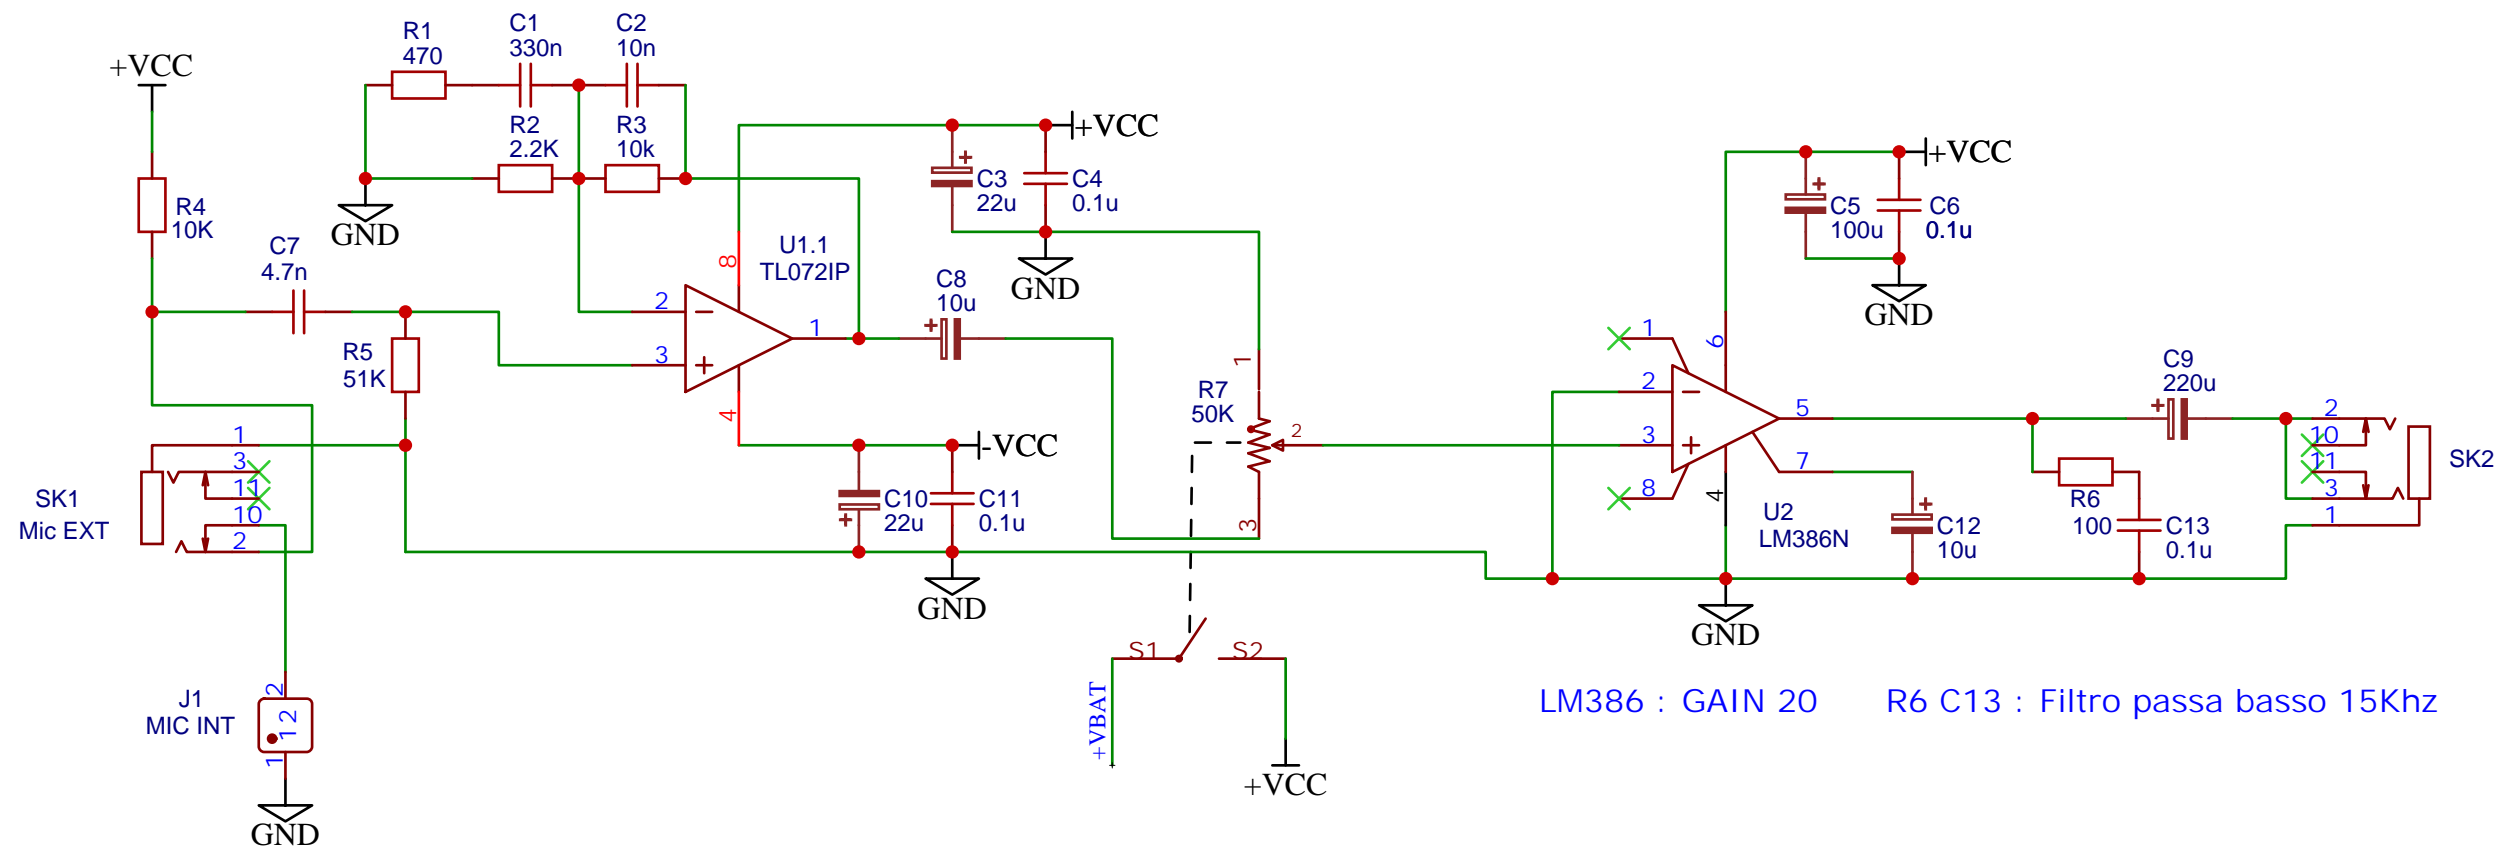 +VCC
R1
470
C1
330n
C2
10n
R2
2.2K
R3
10k
GND
R4
10K
C7
4.7n
R5
51K
1
3
11
10
2
SK1
Mic EXT
J1
MIC INT
2
1 2
1
GND
U1.1
TL072IP
8
2
3
1
4
+VCC
C3
22u
C4
0.1u
GND
C8
10u
-VCC
C10
22u
C11
0.1u
GND
R7
50K
1
2
3
S1
S2
+VBAT
+VCC
+VCC
C5
100u
C6
0.1u
GND
1
6
2
3
5
7
8
4
U2
LM386N
GND
C12
10u
C9
220u
R6
100
C13
0.1u
2
10
11
3
1
SK2
LM386 : GAIN 20
R6 C13 : Filtro passa basso 15Khz